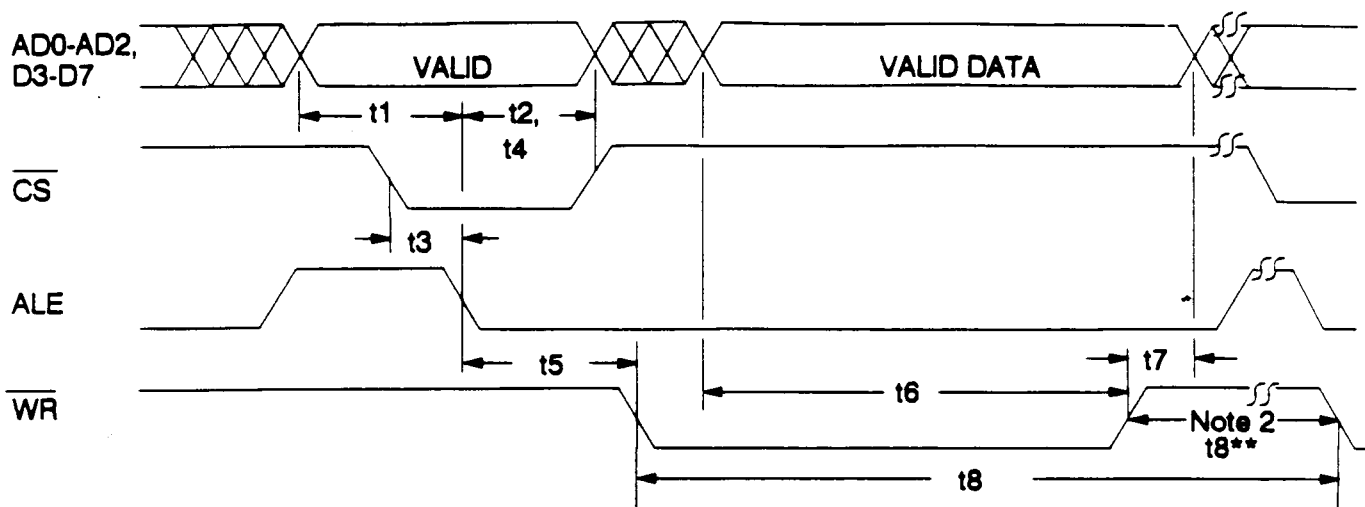 AD0-AD2,
D3-D7
VALID
VALID DATA
t1
t2,
t4
CS
t3
ALE
t5
t7
t6
WR
Note 2
t8**
t8